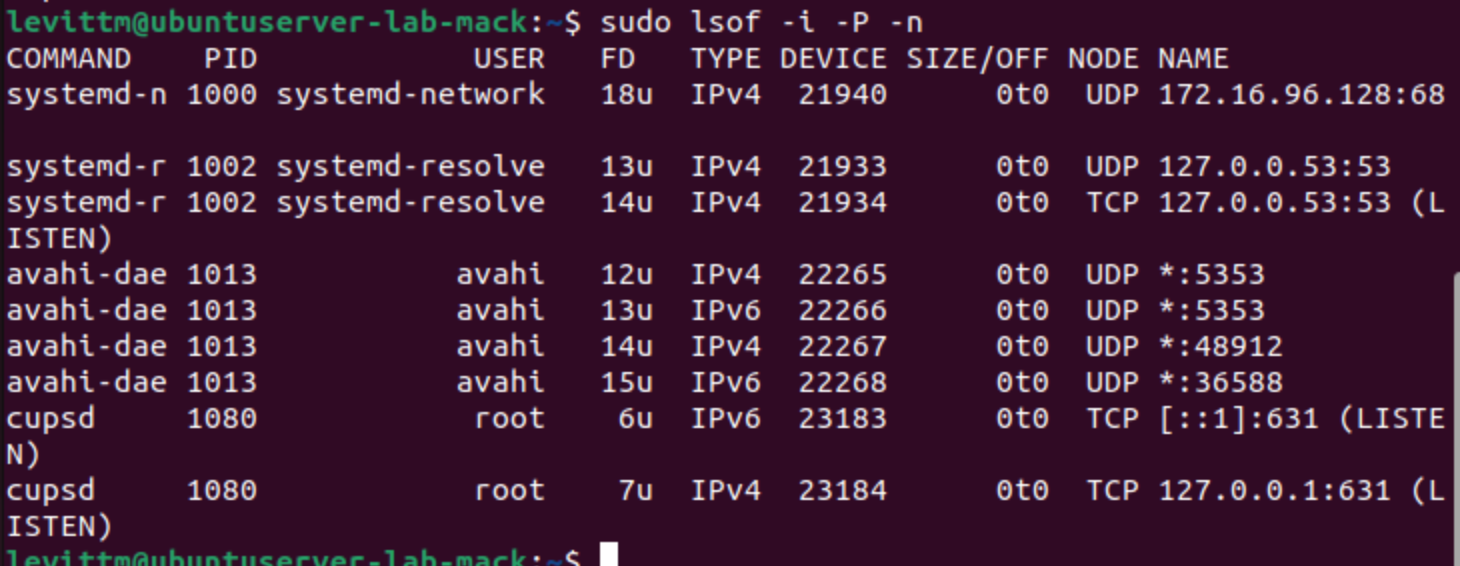 levittm@ubuntuserver-lab-mack:~$ sudo lsof -i -P -n
COMMAND    PID            USER   FD   TYPE DEVICE SIZE/OFF NODE NAME
systemd-n 1000 systemd-network   18u  IPv4  21940      0t0  UDP 172.16.96.128:68
systemd-r 1002 systemd-resolve   13u  IPv4  21933      0t0  UDP 127.0.0.53:53
systemd-r 1002 systemd-resolve   14u  IPv4  21934      0t0  TCP 127.0.0.53:53 (L
ISTEN)
avahi-dae 1013           avahi   12u  IPv4  22265      0t0  UDP *:5353
avahi-dae 1013           avahi   13u  IPv6  22266      0t0  UDP *:5353
avahi-dae 1013           avahi   14u  IPv4  22267      0t0  UDP *:48912
avahi-dae 1013           avahi   15u  IPv6  22268      0t0  UDP *:36588
cupsd     1080            root    6u  IPv6  23183      0t0  TCP [::1]:631 (LISTE
N)
cupsd     1080            root    7u  IPv4  23184      0t0  TCP 127.0.0.1:631 (L
ISTEN)
levittm@ubuntuserver-lab-mack:~$